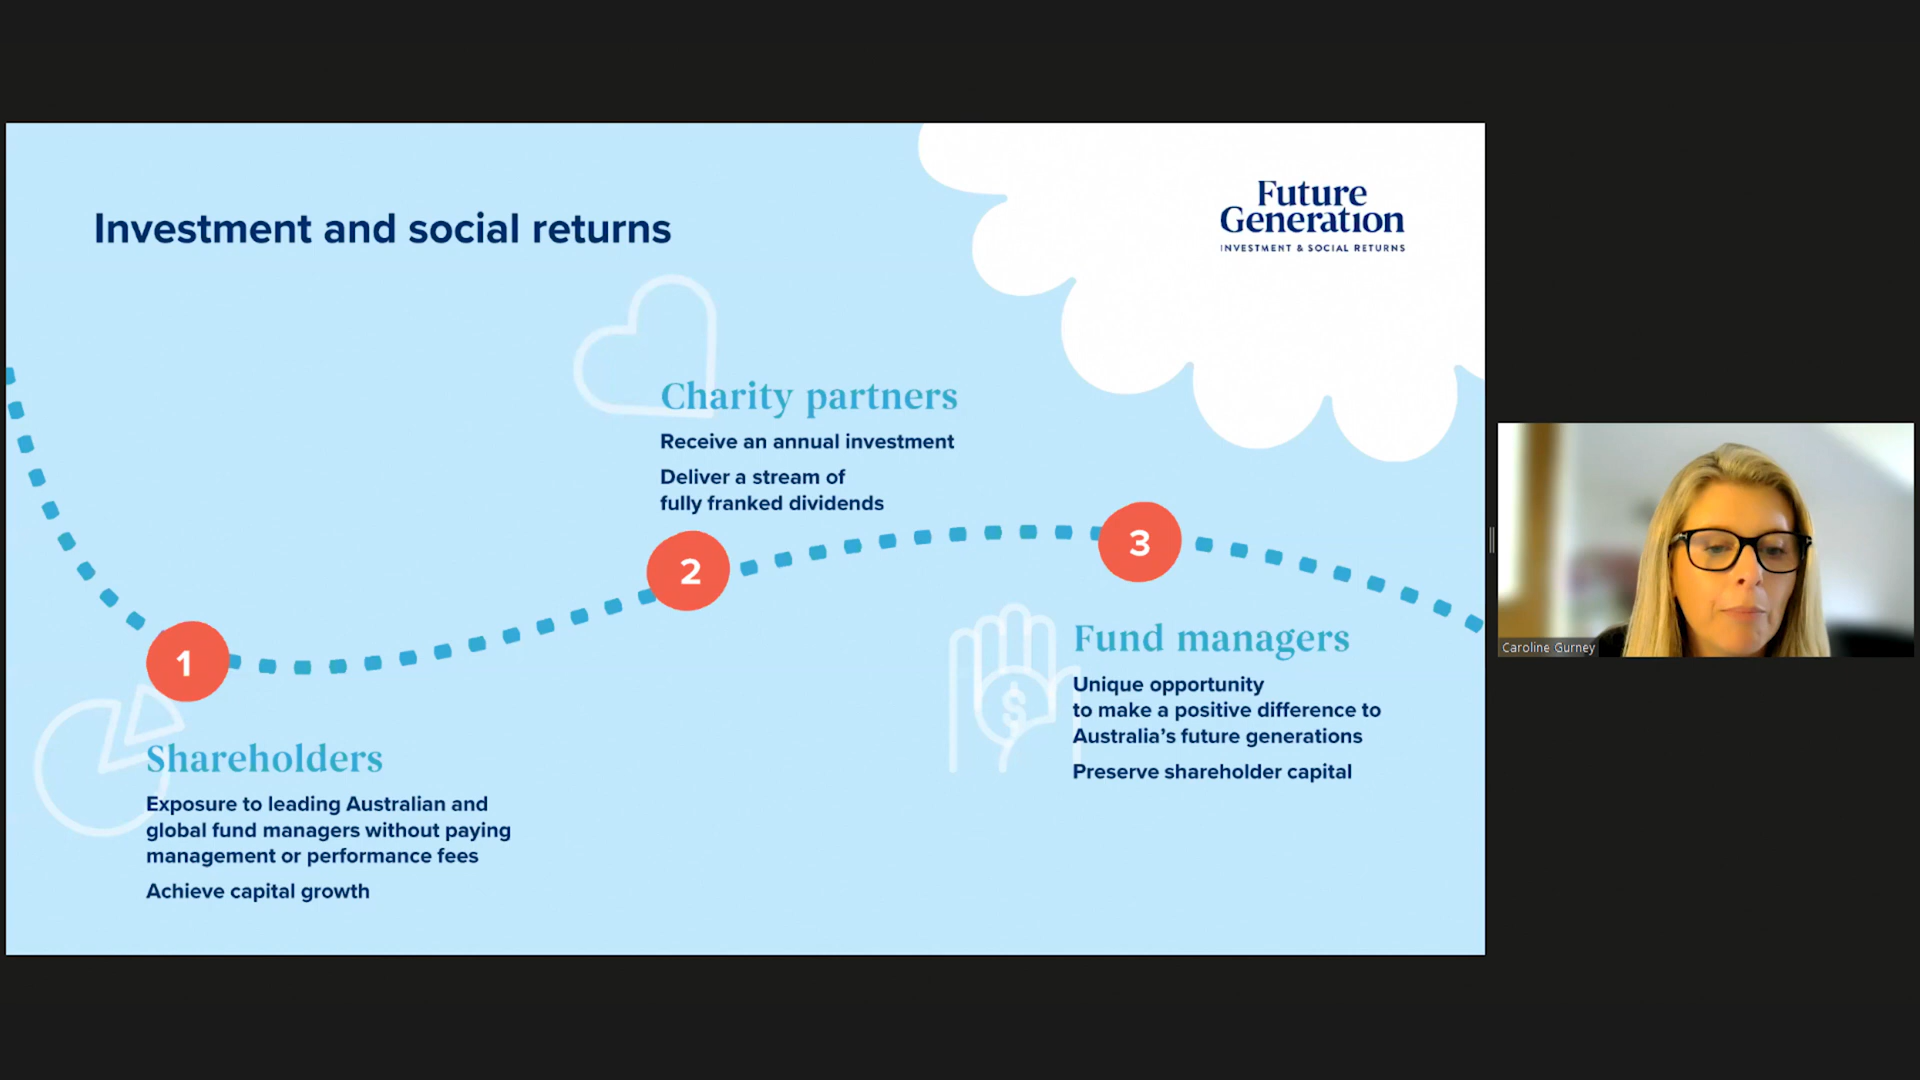 Future
Generation
INVESTMENT & SOCIAL RETURNS
Investment and social returns
Charity partners
Receive an annual investment
Deliver a stream of
fully franked dividends
2
3
1
Fund managers
Unique opportunity
to make a positive difference to
Australia’s future generations
Preserve shareholder capital
$
Shareholders
Exposure to leading Australian and
global fund managers without paying
management or performance fees
Achieve capital growth
Caroline Gurney